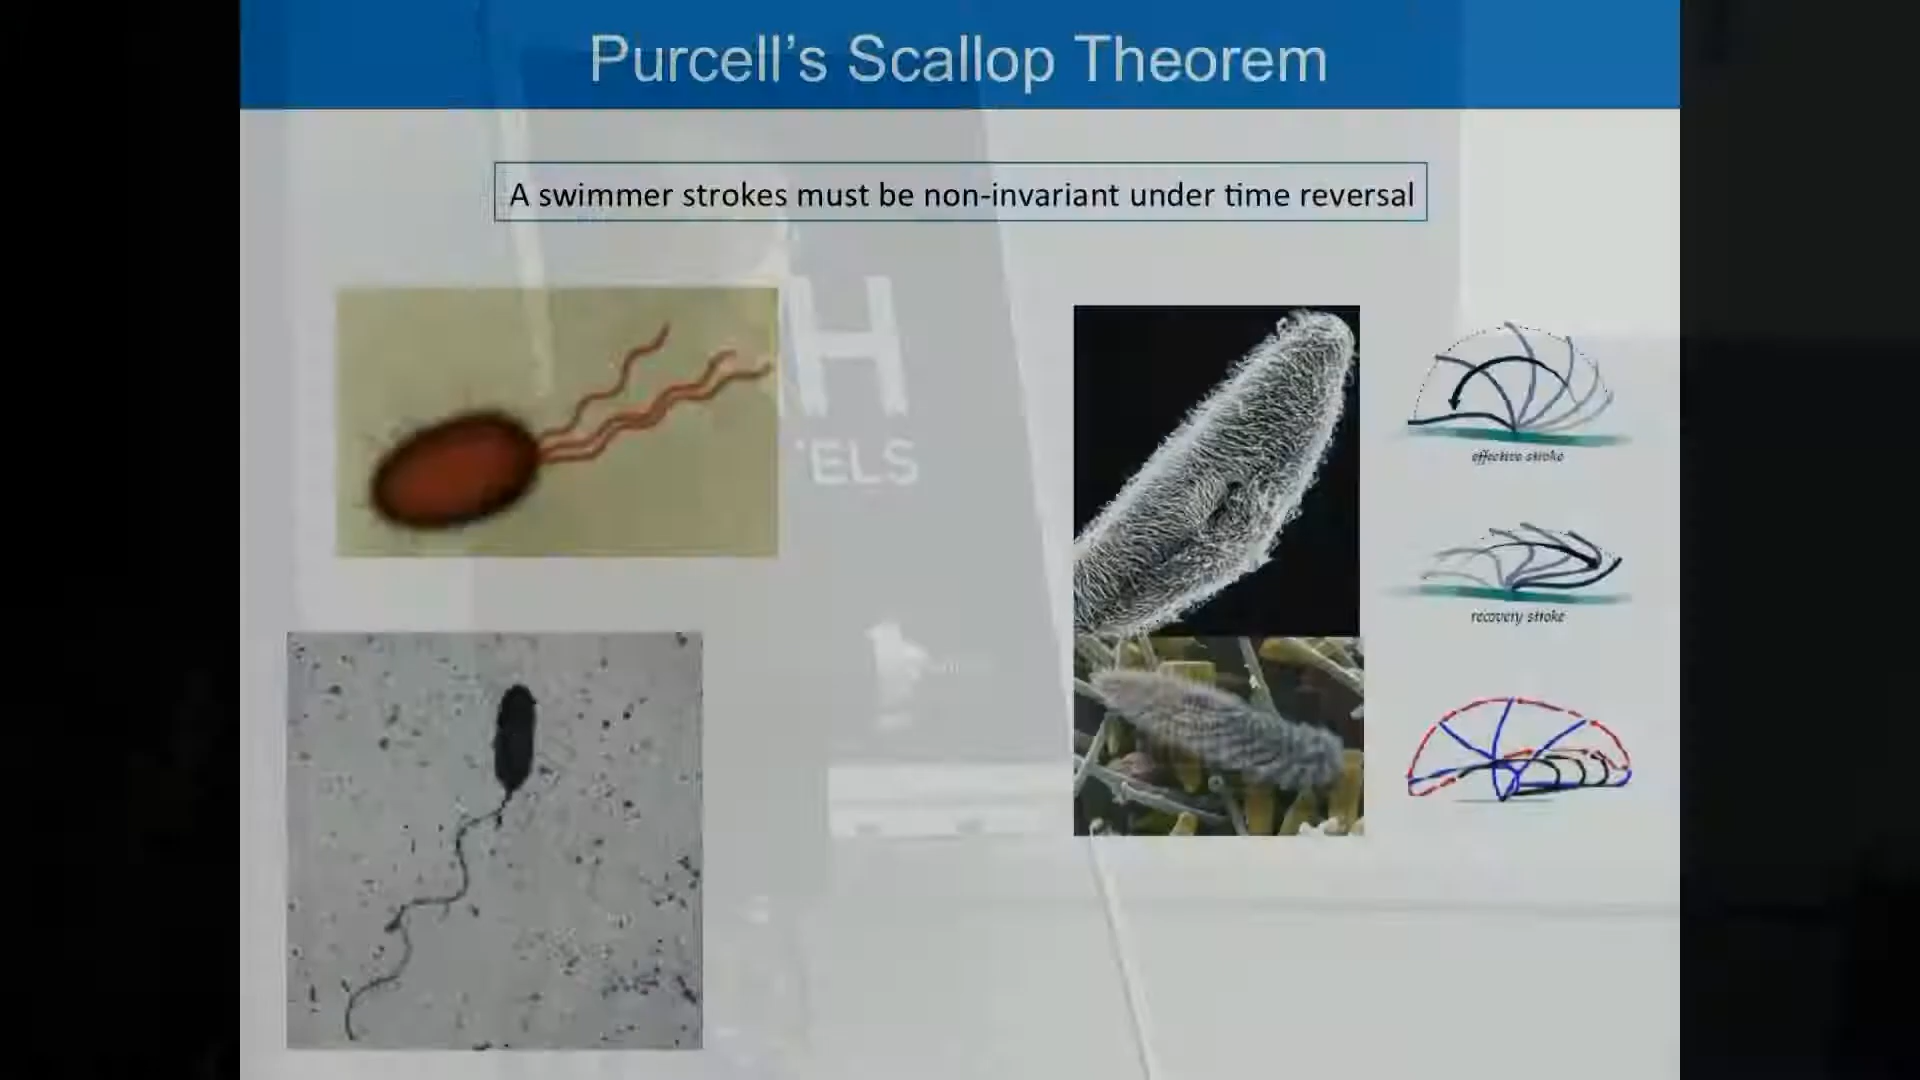 Purcell's Scallop Theorem
A swimmer strokes must be non-invariant under time reversal
H
ELS
effective stroke
recovery stroke